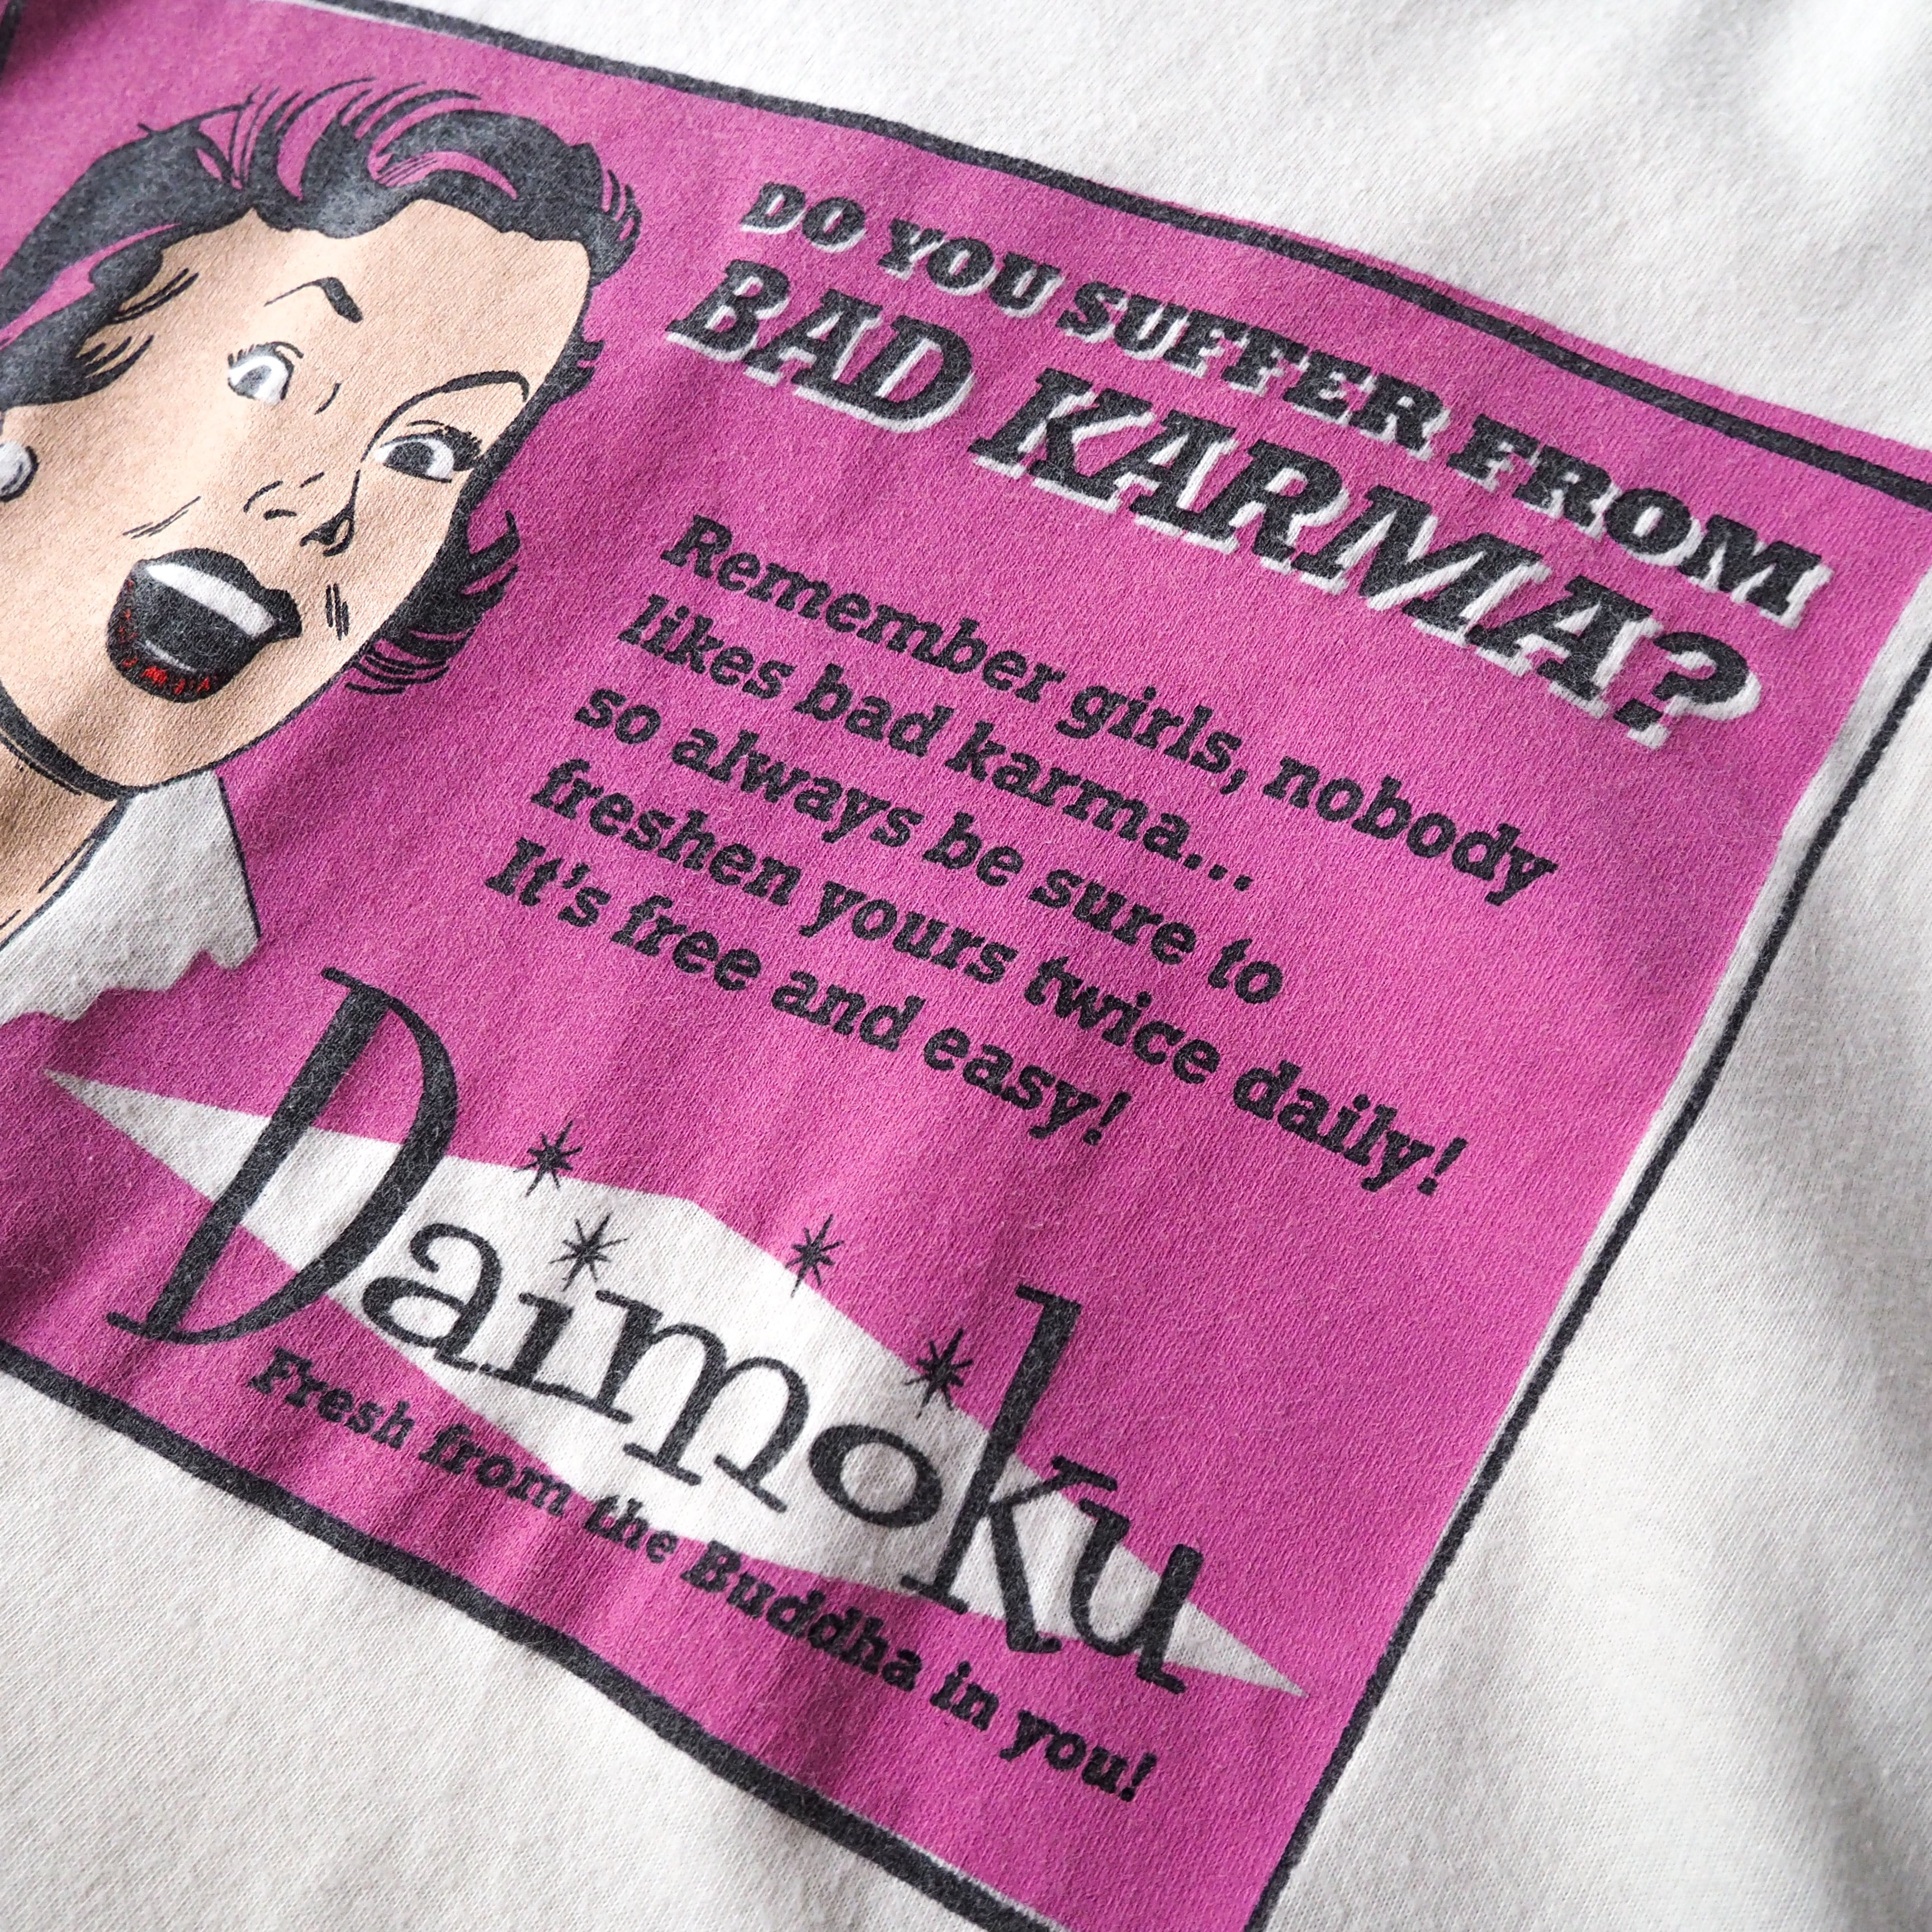 DO YOU SUFFER FROM
BAD KARMA?
Remember girls, nobody
likes bad karma...
so always be sure to
freshen yours twice daily!
It's free and easy!
Daimoku
Fresh from the Buddha in you!